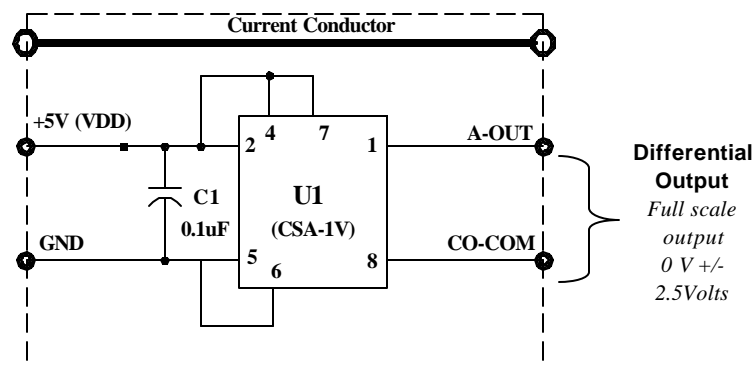 Current Conductor
+5V (VDD)
4 7
2 1
A-OUT
C1
0.1uF
U1
(CSA-1V)
GND
5 8
6
CO-COM
Differential
Output
Full scale
output
0 V +/-
2.5Volts